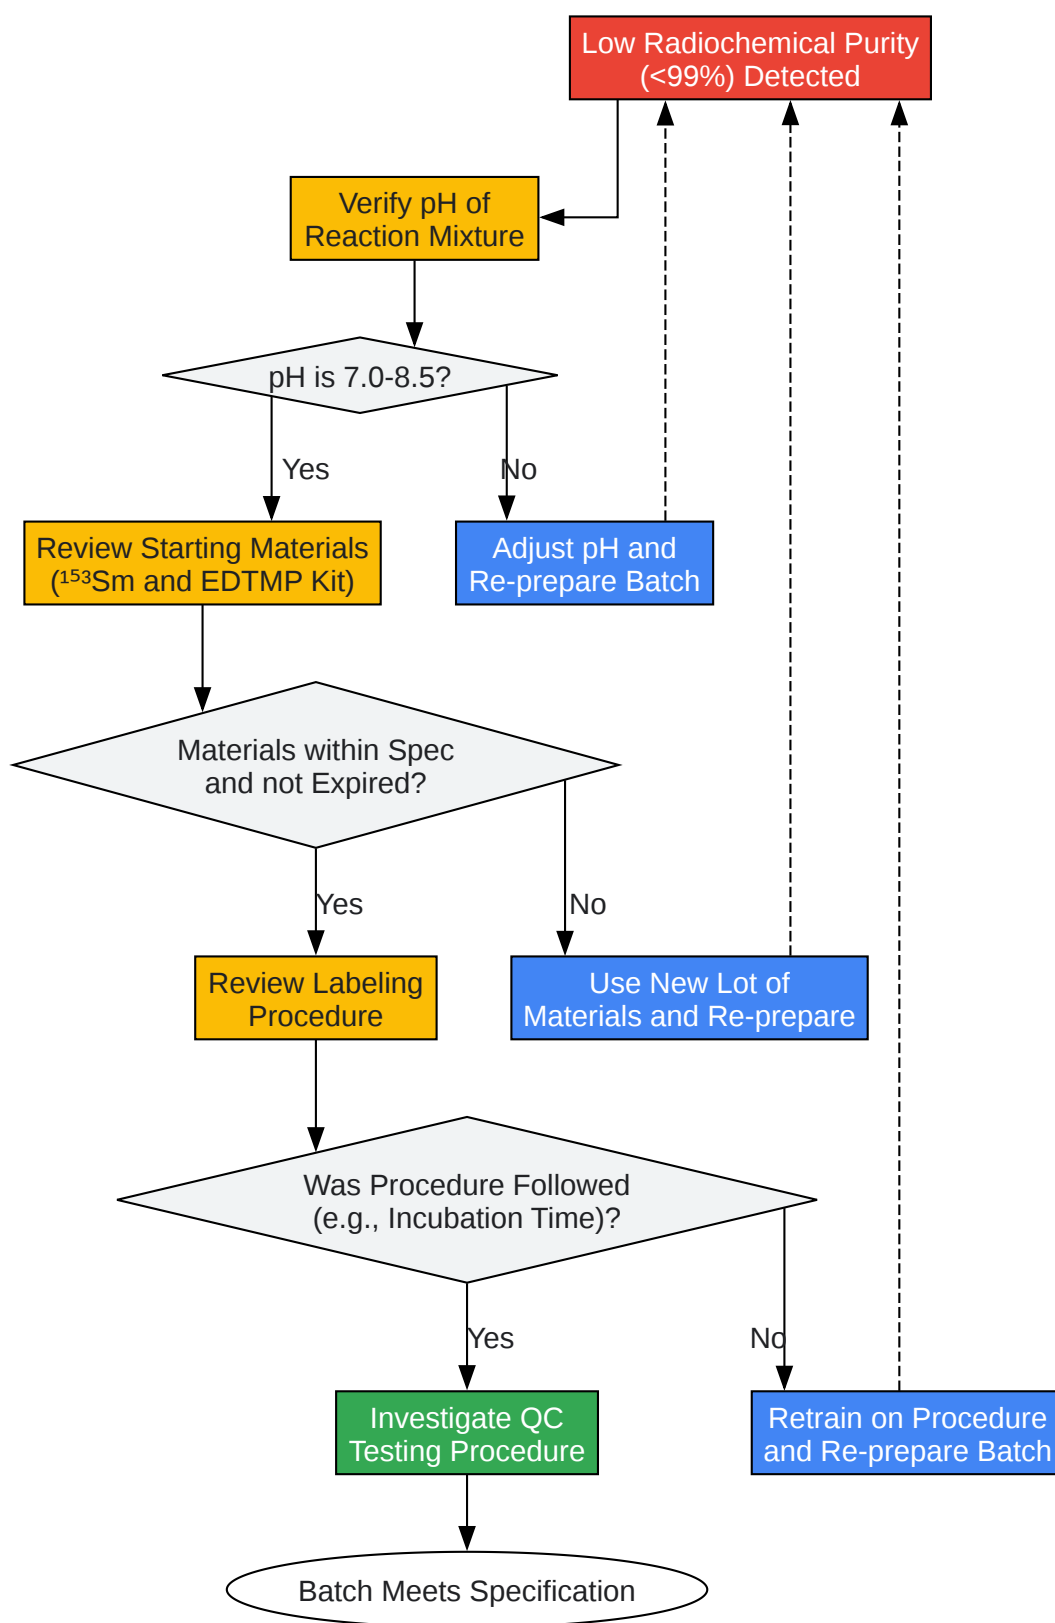 Low Radiochemical Purity
(<99%) Detected
Verify pH of
Reaction Mixture
pH is 7.0-8.5?
Yes
No
Review Starting Materials
(¹⁵³Sm and EDTMP Kit)
Adjust pH and
Re-prepare Batch
Materials within Spec
and not Expired?
Yes
No
Review Labeling
Procedure
Use New Lot of
Materials and Re-prepare
Was Procedure Followed
(e.g., Incubation Time)?
Yes
No
Investigate QC
Testing Procedure
Retrain on Procedure
and Re-prepare Batch
Batch Meets Specification